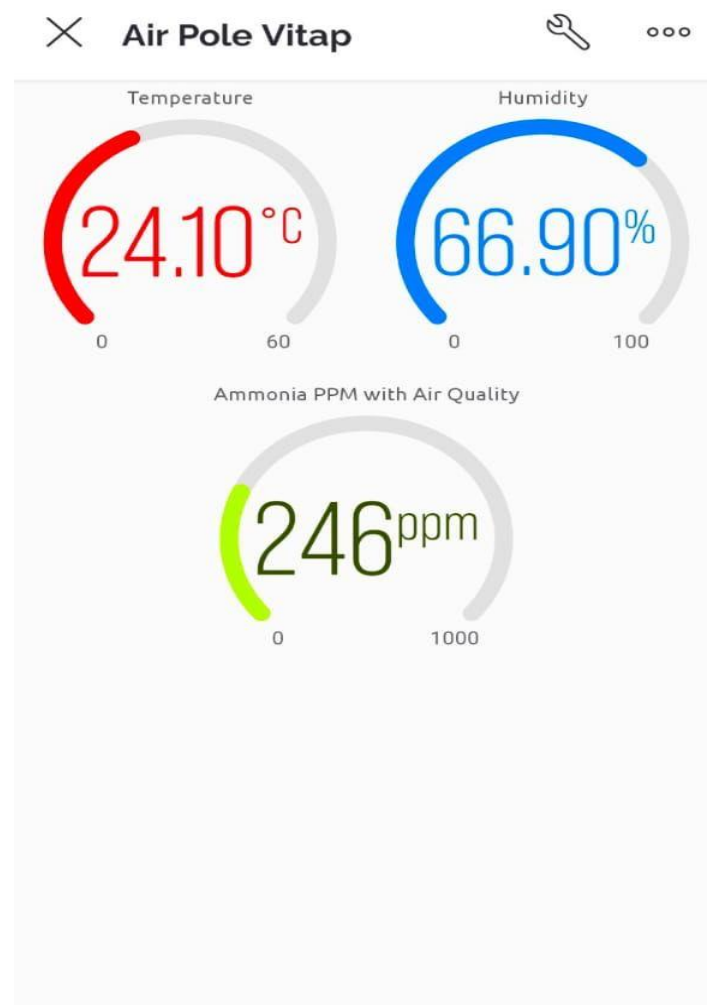 Air Pole Vitap
Temperature
Humidity
24.10°C
66.90%
0 60
0 100
Ammonia PPM with Air Quality
246ppm
0 1000